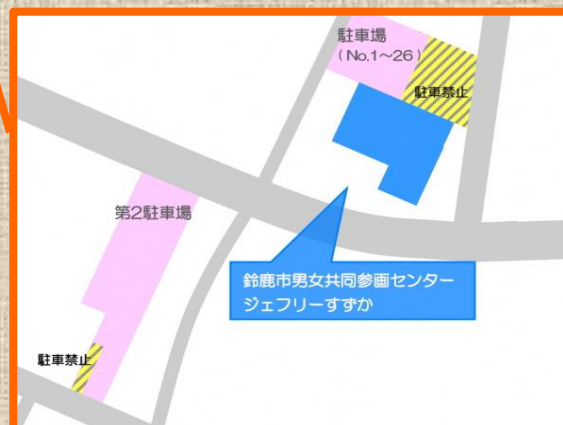 駐車場
（No.1～26）
駐車禁止
第2駐車場
鈴鹿市男女共同参画センター
ジェフリーすずか
駐車禁止